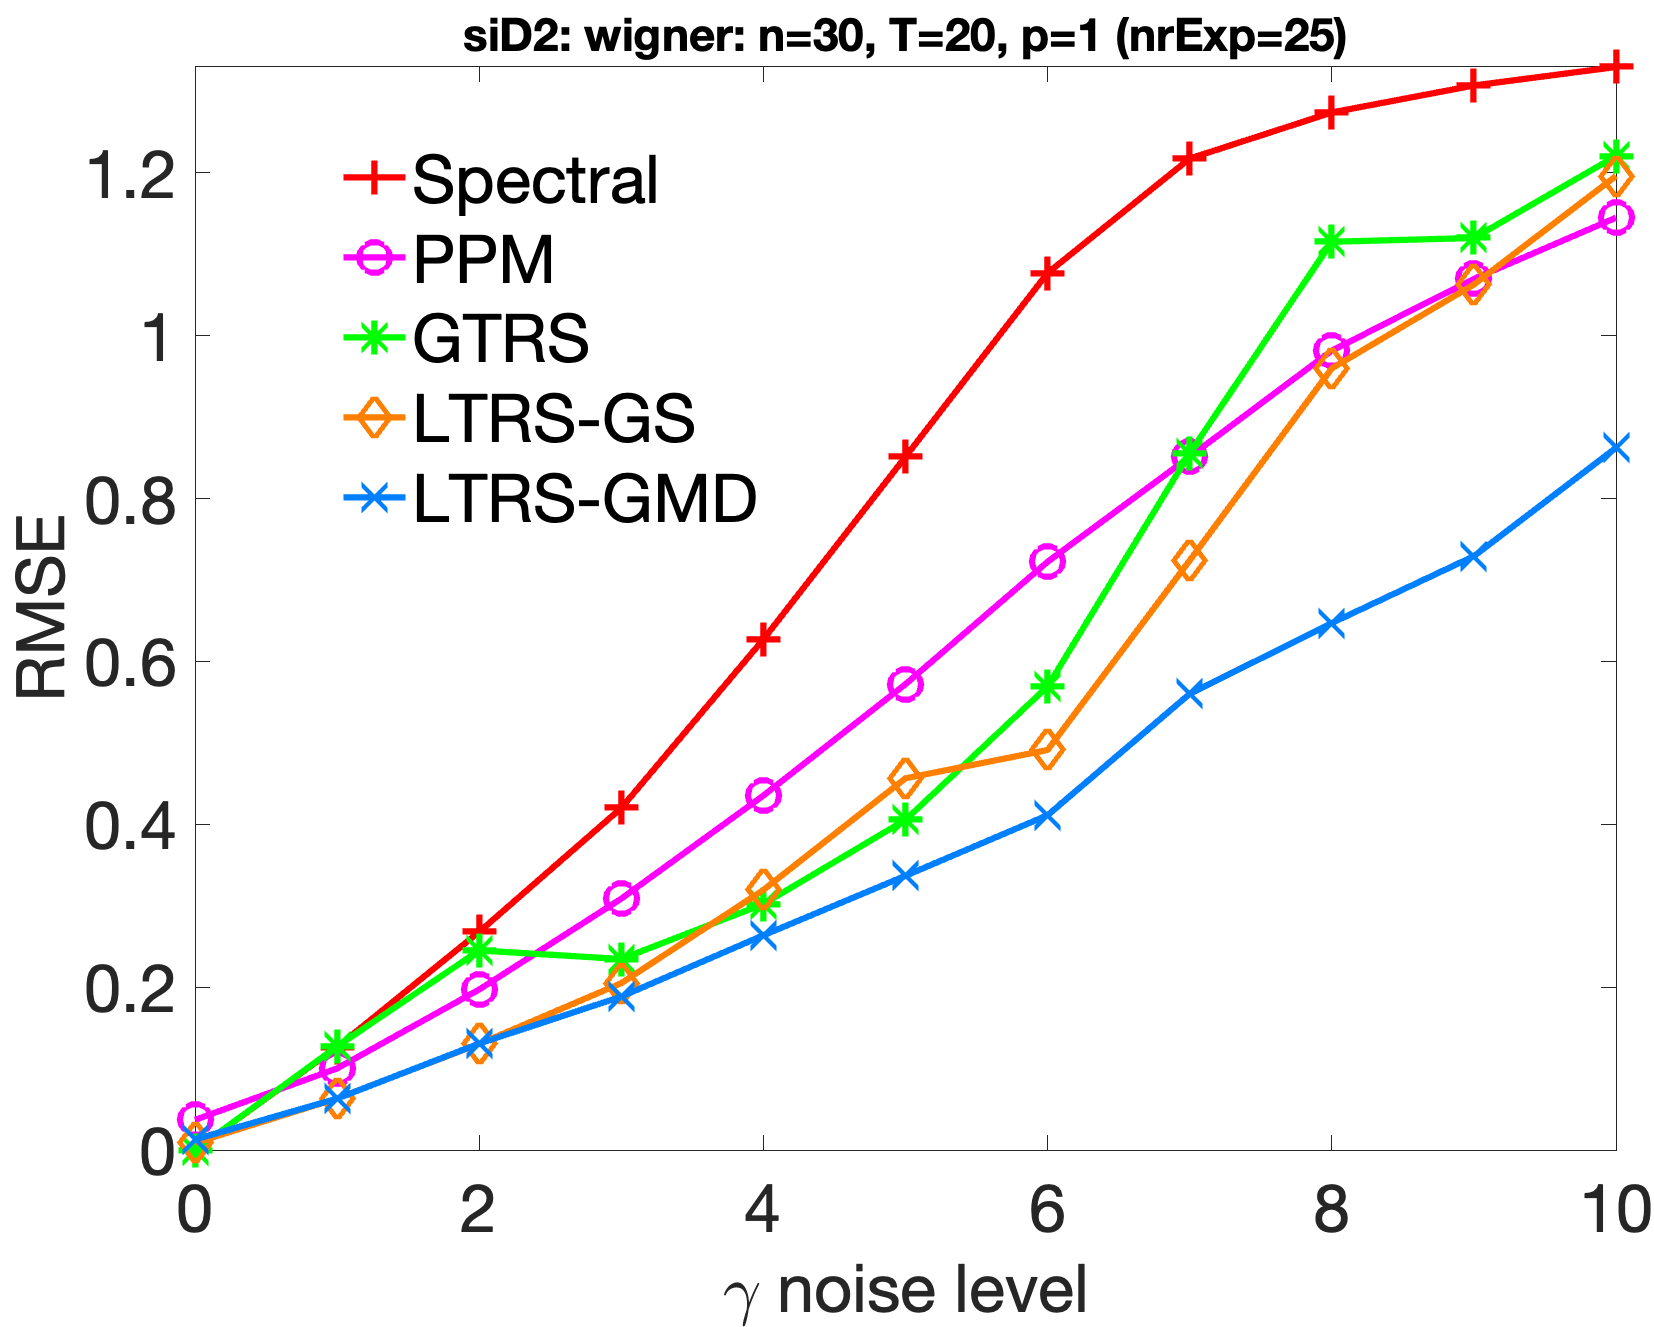 siD2: wigner: n=30, T=20, p=1 (nrExp=25)
Spectral
PPM
GTRS
LTRS-GS
LTRS-GMD
RMSE
1.2
1
0.8
0.6
0.4
0.2
0
0 2 4 6 8 10
γ noise level